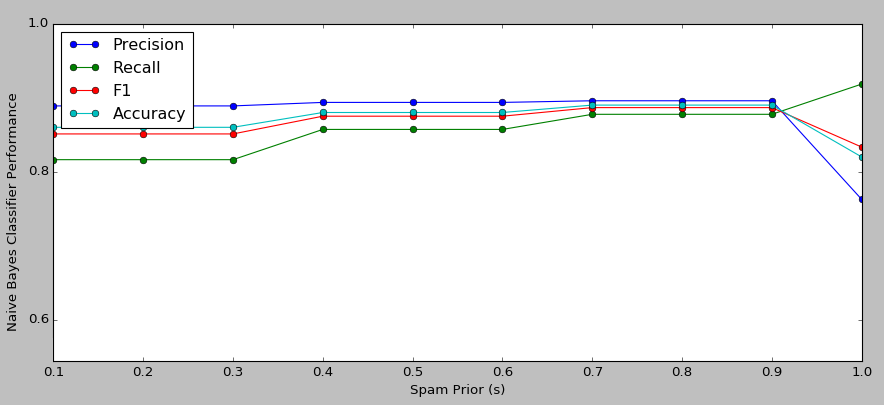 1.0
Precision
Recall
F1
Accuracy
0.8
0.6
Naive Bayes Classifier Performance
0.1 0.2 0.3 0.4 0.5 0.6 0.7 0.8 0.9 1.0
Spam Prior (s)